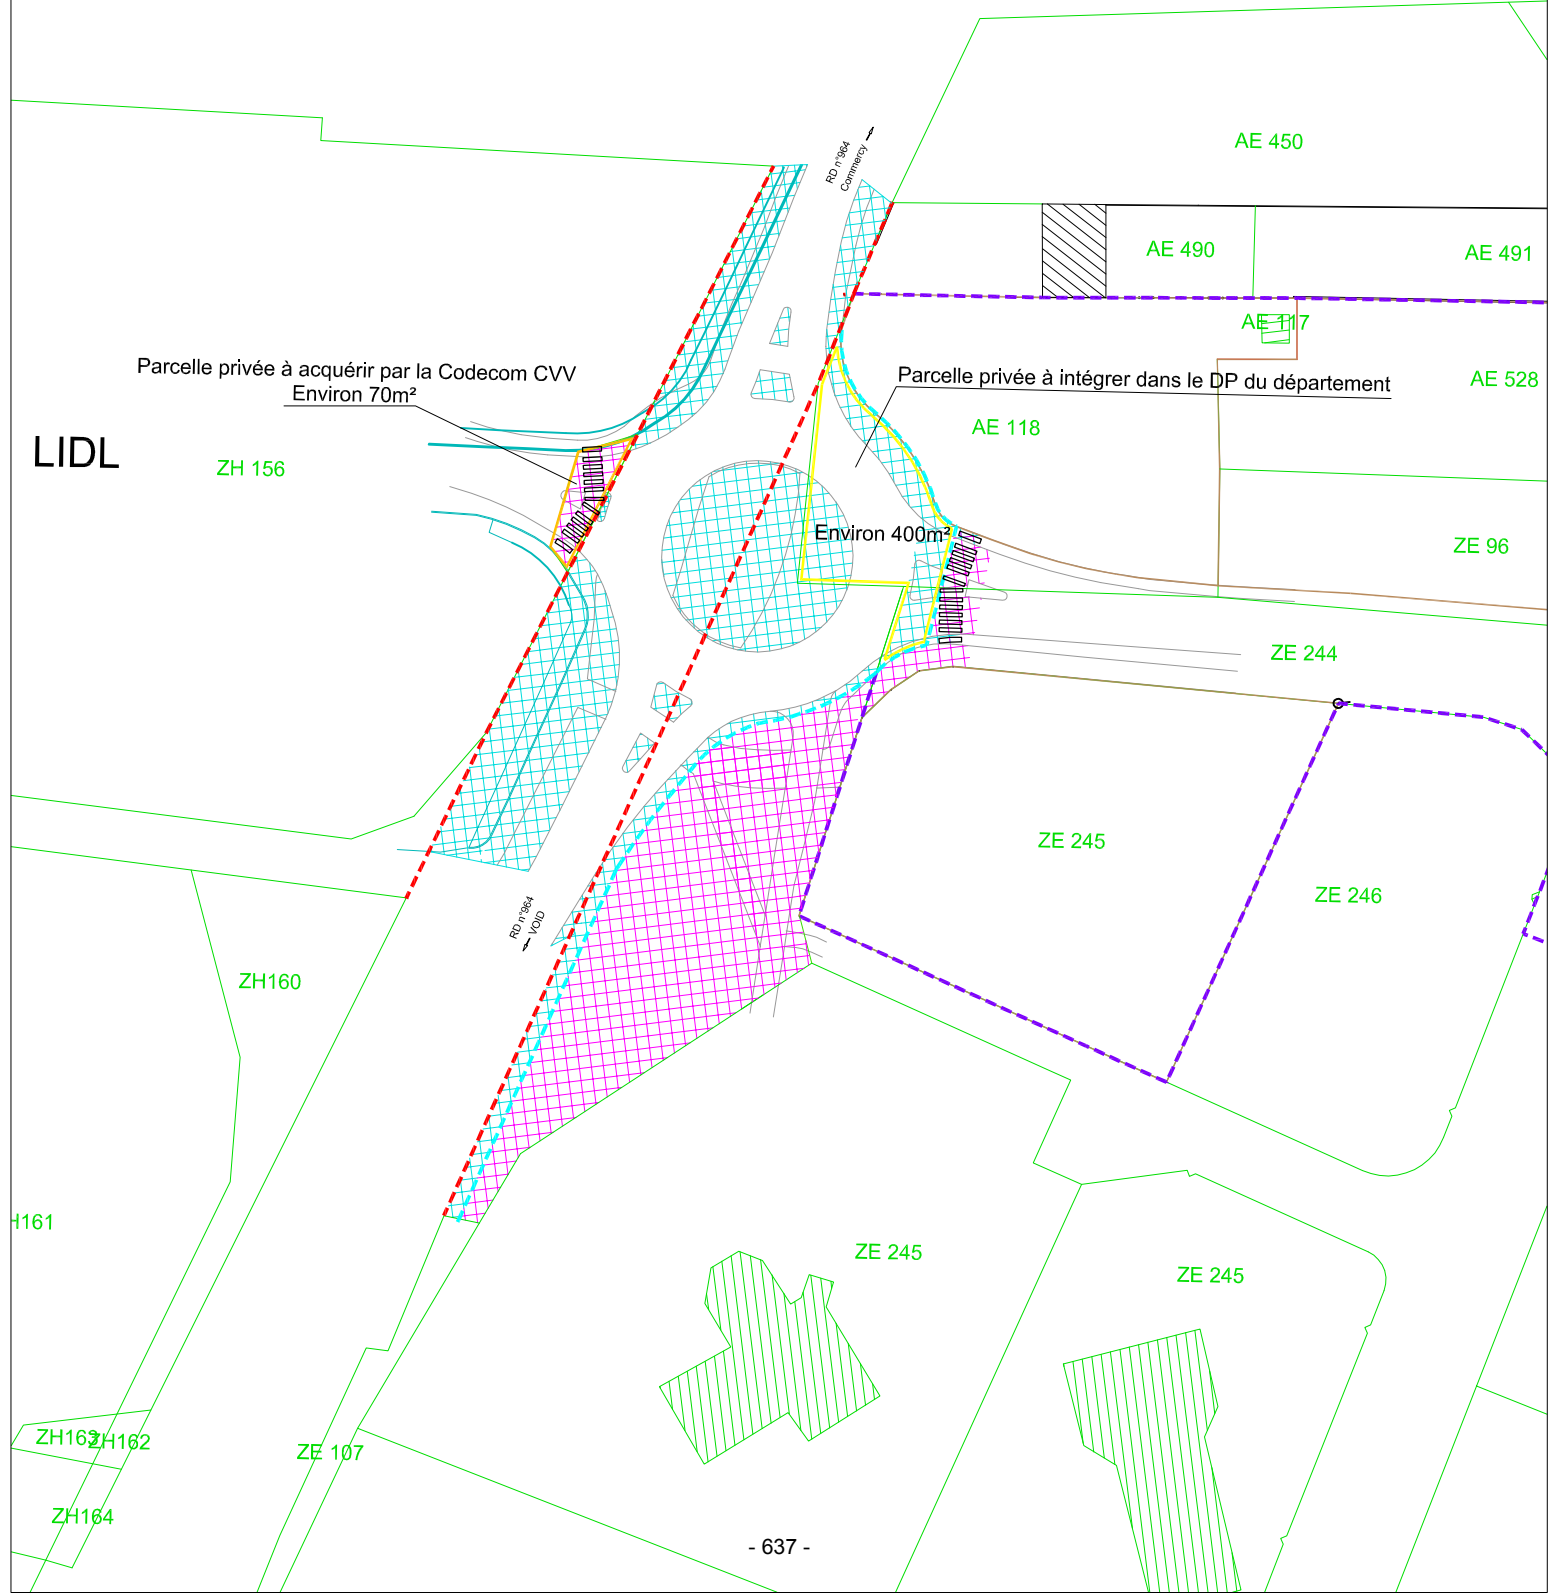 AE 450
RD n°964
Commercy
AE 490
AE 491
AE 117
Parcelle privée à acquérir par la Codecom CVV
Environ 70m²
Parcelle privée à intégrer dans le DP du département
AE 528
AE 118
LIDL
ZH 156
Environ 400m²
ZE 96
ZE 244
ZE 245
ZE 246
RD n°964
VOID
ZH160
H161
ZE 245
ZE 245
ZH163
ZH162
ZE 107
ZH164
- 637 -